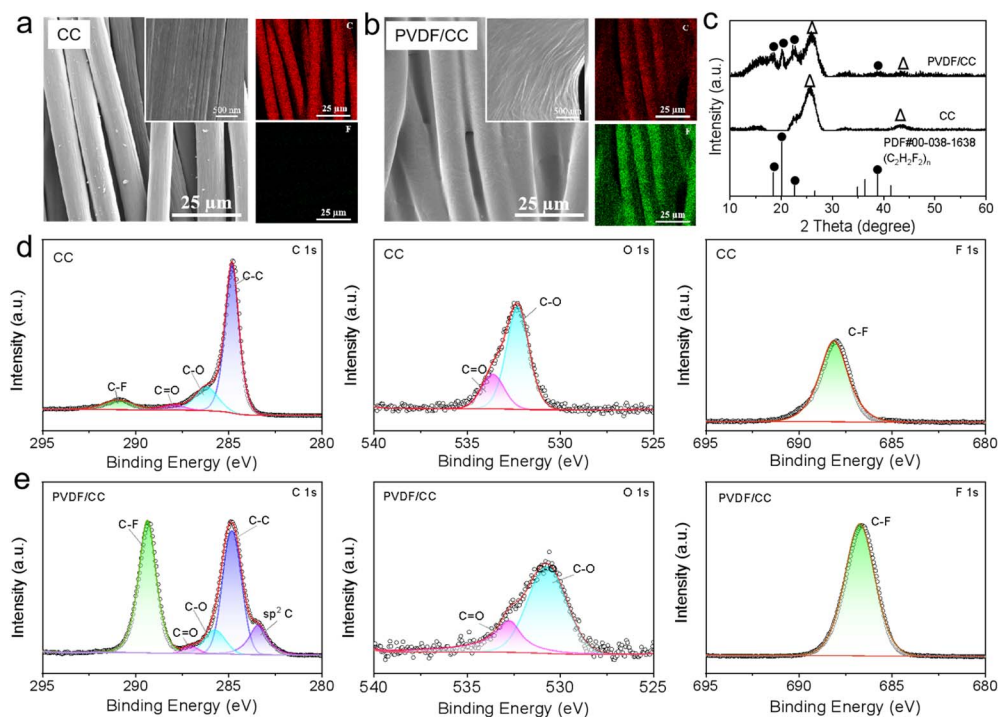 a
CC
500 nm
25 µm
C
25 µm
F
25 µm
b
PVDF/CC
500nm
25 µm
C
25 µm
F
25 µm
c
Intensity (a.u.)
PVDF/CC
CC
PDF#00-038-1638
(C₂H₂F₂)ₙ
10 20 30 40 50 60
2 Theta (degree)
d
CC
C 1s
C-C
C-O
C=O
C-F
Intensity (a.u.)
295 290 285 280
Binding Energy (eV)
CC
O 1s
C-O
C=O
Intensity (a.u.)
540 535 530 525
Binding Energy (eV)
CC
F 1s
C-F
Intensity (a.u.)
695 690 685 680
Binding Energy (eV)
e
PVDF/CC
C 1s
C-F
C-C
C-O
C=O
sp² C
Intensity (a.u.)
295 290 285 280
Binding Energy (eV)
PVDF/CC
O 1s
C-O
C=O
Intensity (a.u.)
540 535 530 525
Binding Energy (eV)
PVDF/CC
F 1s
C-F
Intensity (a.u.)
695 690 685 680
Binding Energy (eV)